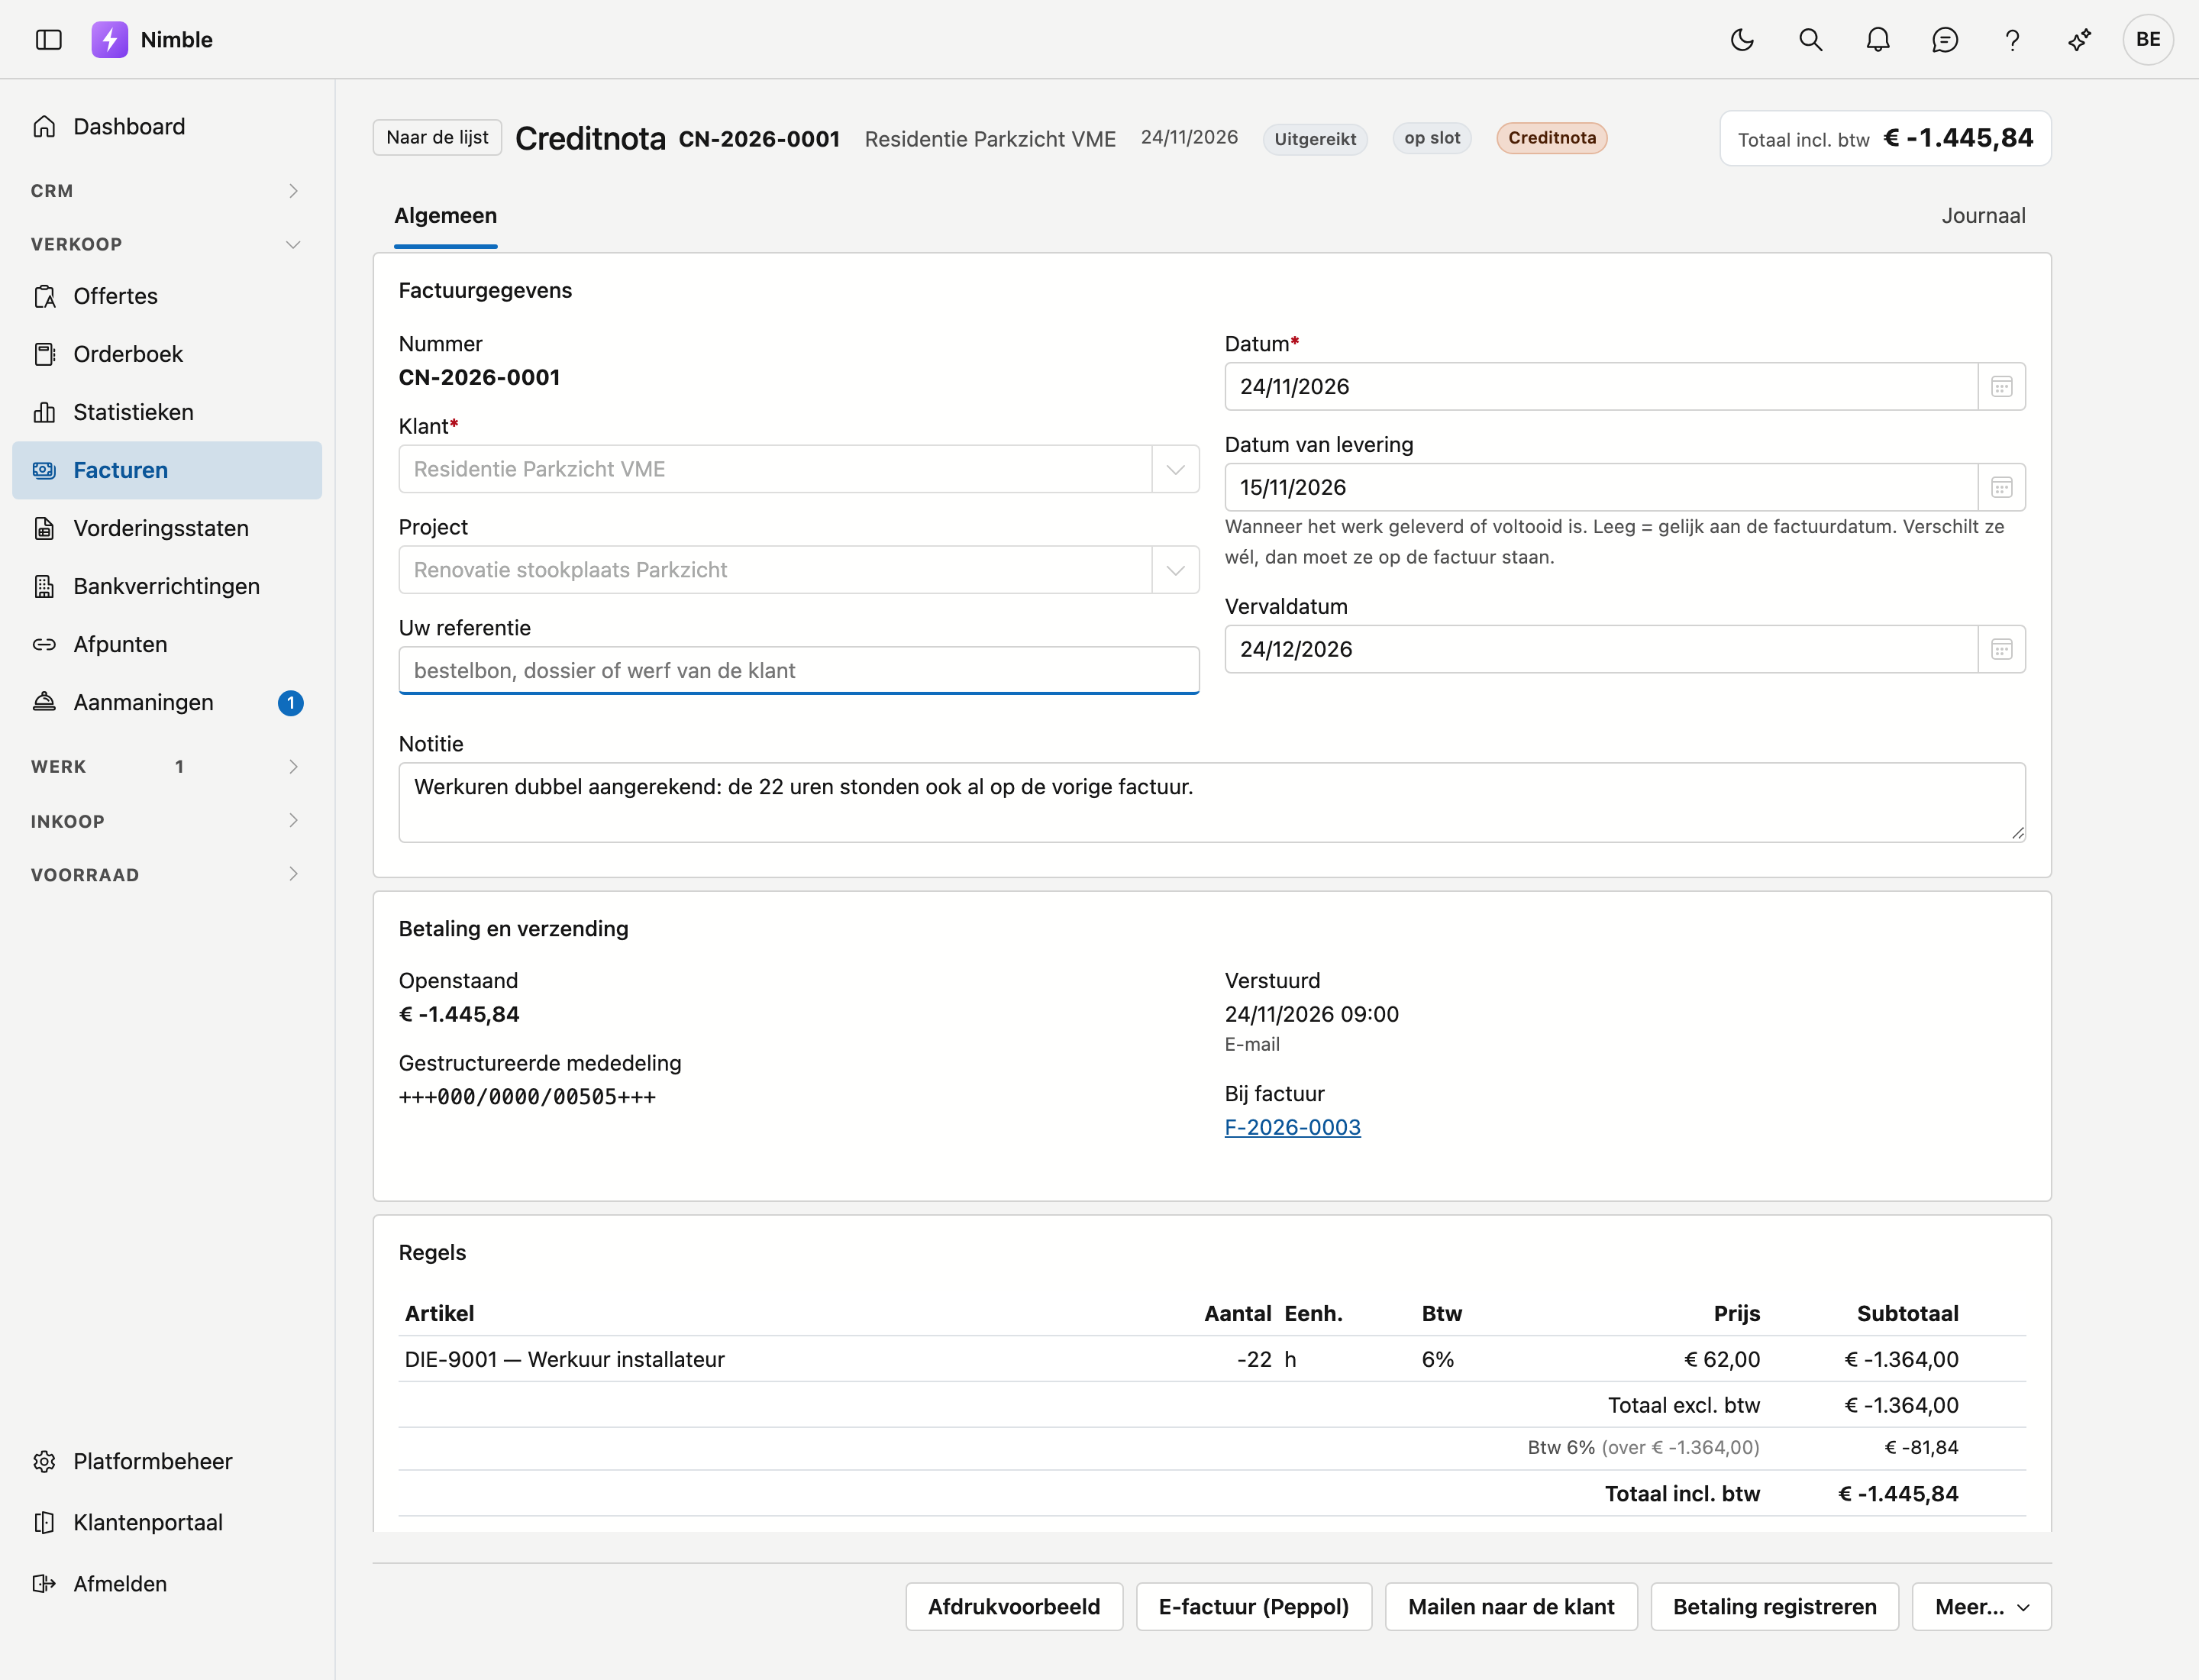 Nimble
BE
Dashboard
CRM
VERKOOP
Offertes
Orderboek
Statistieken
Facturen
Vorderingsstaten
Bankverrichtingen
Afpunten
Aanmaningen 1
WERK 1
INKOOP
VOORRAAD
Platformbeheer
Klantenportaal
Afmelden
Naar de lijst Creditnota CN-2026-0001 Residentie Parkzicht VME 24/11/2026 Uitgereikt op slot Creditnota Totaal incl. btw € -1.445,84
Algemeen Journaal
Factuurgegevens
Nummer
CN-2026-0001
Klant*
Residentie Parkzicht VME
Project
Renovatie stookplaats Parkzicht
Uw referentie
bestelbon, dossier of werf van de klant
Datum*
24/11/2026
Datum van levering
15/11/2026
Wanneer het werk geleverd of voltooid is. Leeg = gelijk aan de factuurdatum. Verschilt ze
wél, dan moet ze op de factuur staan.
Vervaldatum
24/12/2026
Notitie
Werkuren dubbel aangerekend: de 22 uren stonden ook al op de vorige factuur.
Betaling en verzending
Openstaand
€ -1.445,84
Gestructureerde mededeling
+++000/0000/00505+++
Verstuurd
24/11/2026 09:00
E-mail
Bij factuur
F-2026-0003
Regels
Artikel Aantal Eenh. Btw Prijs Subtotaal
DIE-9001 — Werkuur installateur -22 h 6% € 62,00 € -1.364,00
Totaal excl. btw € -1.364,00
Btw 6% (over € -1.364,00) € -81,84
Totaal incl. btw € -1.445,84
Afdrukvoorbeeld E-factuur (Peppol) Mailen naar de klant Betaling registreren Meer...